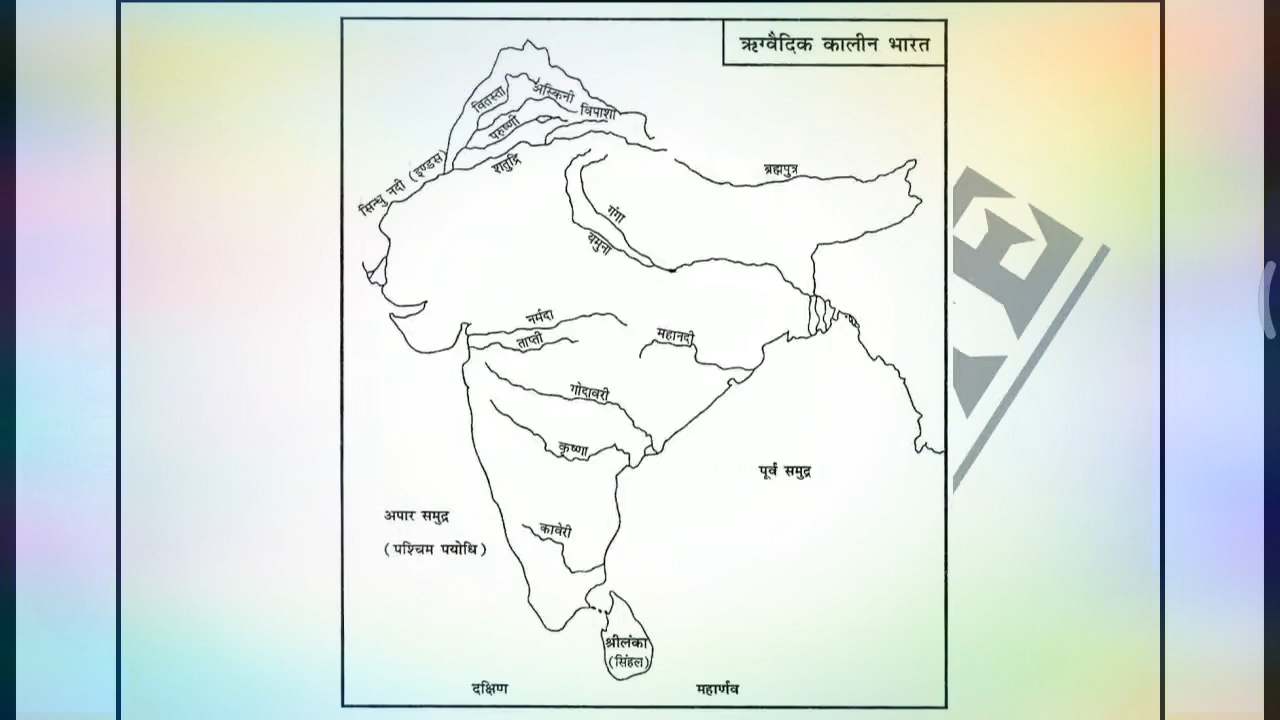 ऋग्वैदिक कालीन भारत
वितस्ता
अस्किनी
विपाशा
परुष्णी
शतुद्रि
सिन्धु नदी (इण्डस)
ब्रह्मपुत्र
गंगा
यमुना
नर्मदा
ताप्ती
महानदी
गोदावरी
कृष्णा
पूर्व समुद्र
अपार समुद्र
(पश्चिम पयोधि)
कावेरी
श्रीलंका
(सिंहल)
दक्षिण महार्णव